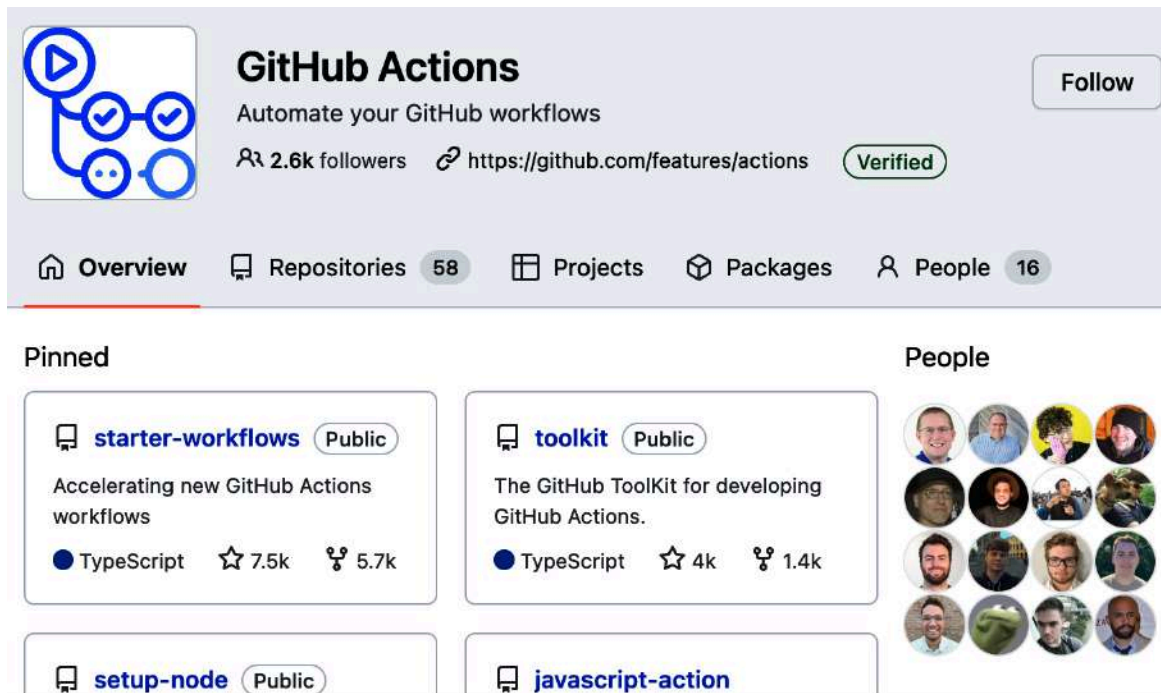 GitHub Actions
Follow
Automate your GitHub workflows
2.6k followers https://github.com/features/actions Verified
Overview Repositories 58 Projects Packages People 16
Pinned
People
starter-workflows Public
Accelerating new GitHub Actions
workflows
TypeScript 7.5k 5.7k
toolkit Public
The GitHub ToolKit for developing
GitHub Actions.
TypeScript 4k 1.4k
setup-node Public
javascript-action